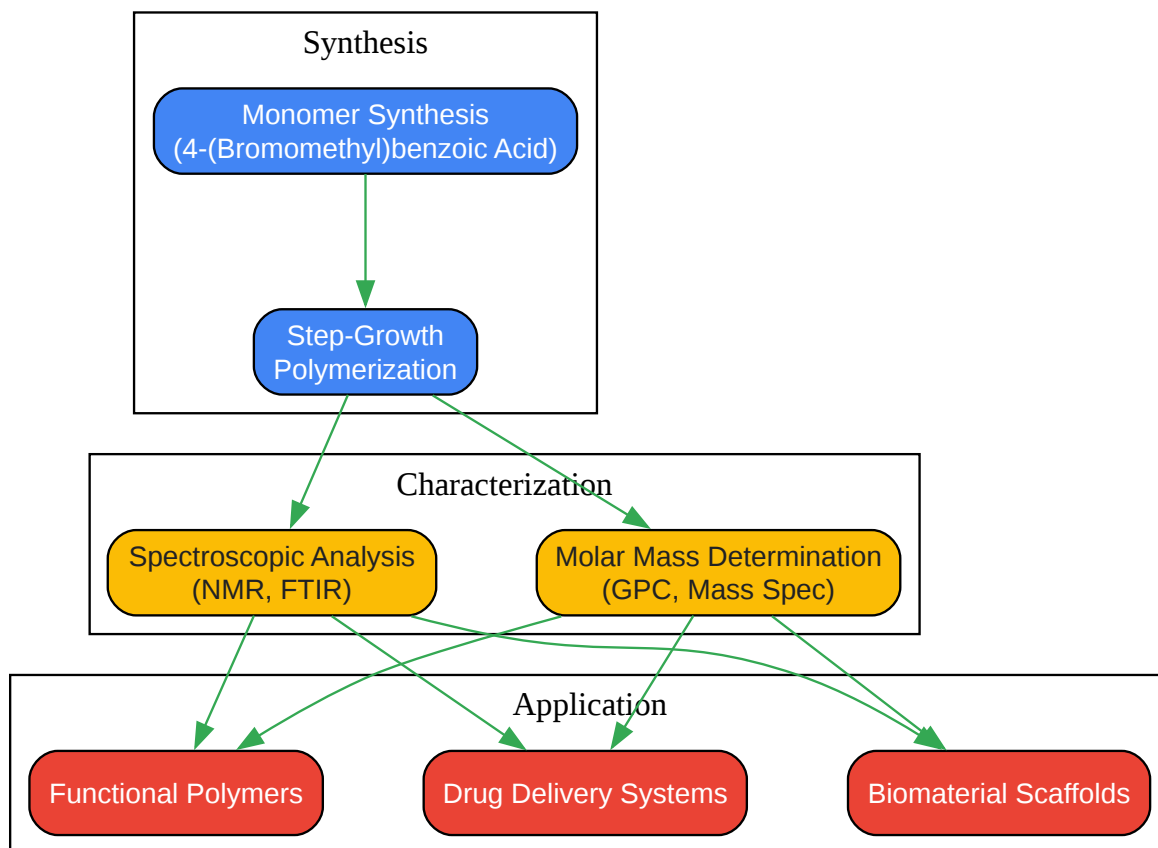 Synthesis
Monomer Synthesis
(4-(Bromomethyl)benzoic Acid)
Step-Growth
Polymerization
Characterization
Spectroscopic Analysis
(NMR, FTIR)
Molar Mass Determination
(GPC, Mass Spec)
Application
Functional Polymers
Drug Delivery Systems
Biomaterial Scaffolds